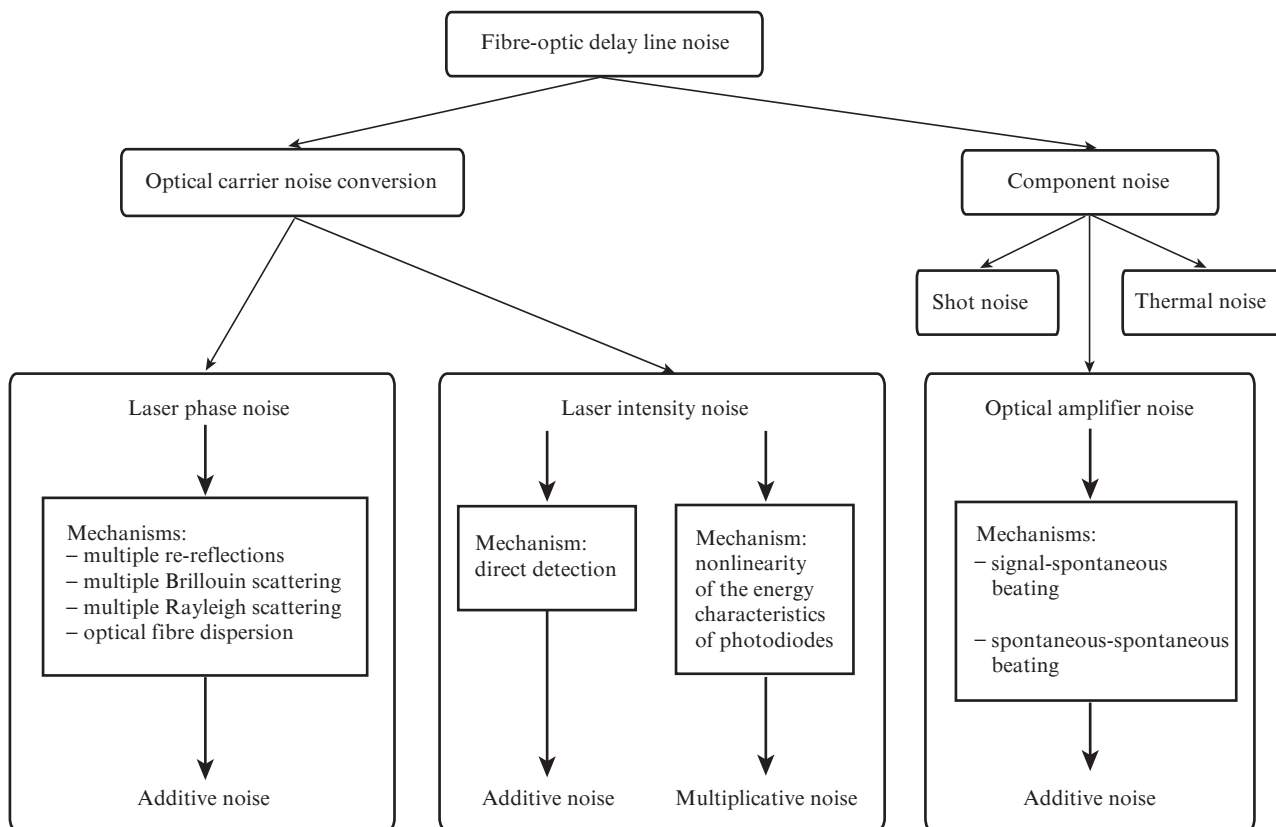 Fibre-optic delay line noise
Optical carrier noise conversion
Component noise
Shot noise
Thermal noise
Laser phase noise
Mechanisms:
– multiple re-reflections
– multiple Brillouin scattering
– multiple Rayleigh scattering
– optical fibre dispersion
Additive noise
Laser intensity noise
Mechanism:
direct detection
Additive noise
Mechanism:
nonlinearity
of the energy
characteristics
of photodiodes
Multiplicative noise
Optical amplifier noise
Mechanisms:
– signal-spontaneous
beating
– spontaneous-spontaneous
beating
Additive noise